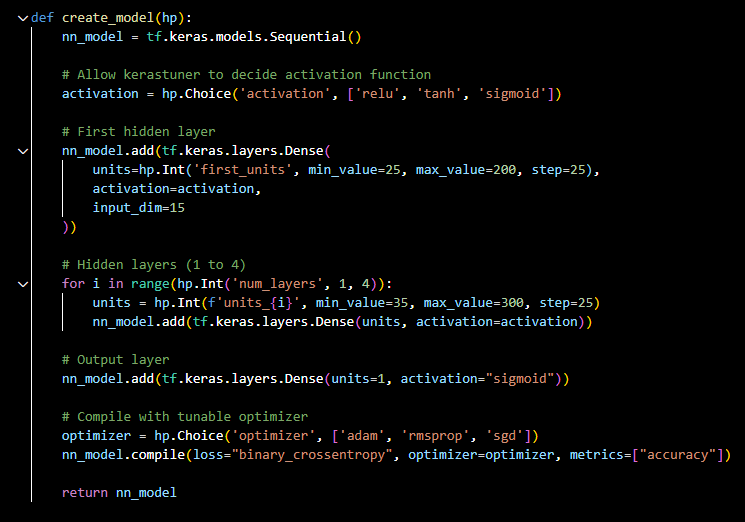 def create_model(hp):
    nn_model = tf.keras.models.Sequential()

    # Allow kerastuner to decide activation function
    activation = hp.Choice('activation', ['relu', 'tanh', 'sigmoid'])

    # First hidden layer
    nn_model.add(tf.keras.layers.Dense(
        units=hp.Int('first_units', min_value=25, max_value=200, step=25),
        activation=activation,
        input_dim=15
    ))

    # Hidden layers (1 to 4)
    for i in range(hp.Int('num_layers', 1, 4)):
        units = hp.Int(f'units_{i}', min_value=35, max_value=300, step=25)
        nn_model.add(tf.keras.layers.Dense(units, activation=activation))

    # Output layer
    nn_model.add(tf.keras.layers.Dense(units=1, activation="sigmoid"))

    # Compile with tunable optimizer
    optimizer = hp.Choice('optimizer', ['adam', 'rmsprop', 'sgd'])
    nn_model.compile(loss="binary_crossentropy", optimizer=optimizer, metrics=["accuracy"])

    return nn_model